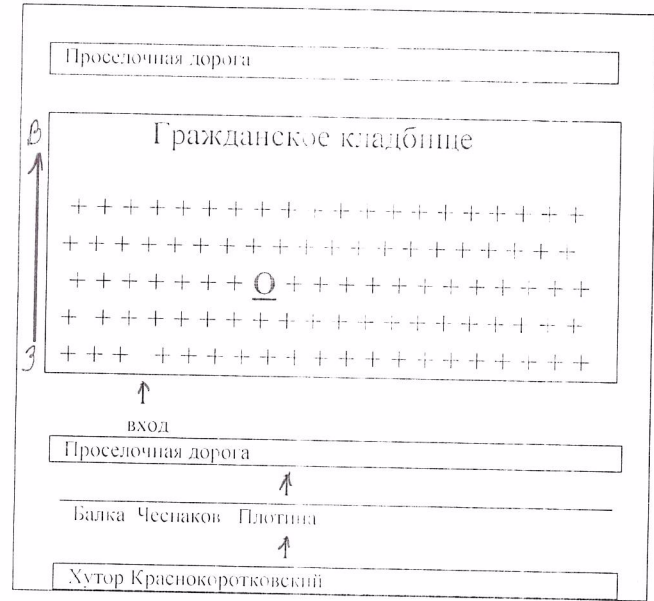 Проселочная дорога
В
Гражданское кладбище
+ + + + + + + + + + + + + + + + + + + +
+ + + + + + + + + + + + + + + + + + + +
+ + + + + + + O + + + + + + + + + + + +
+ + + + + + + + + + + + + + + + + + + +
З
+ + + + + + + + + + + + + + + + + + +
вход
Проселочная дорога
Балка Чеснаков Плотина
Хутор Краснокоротковский